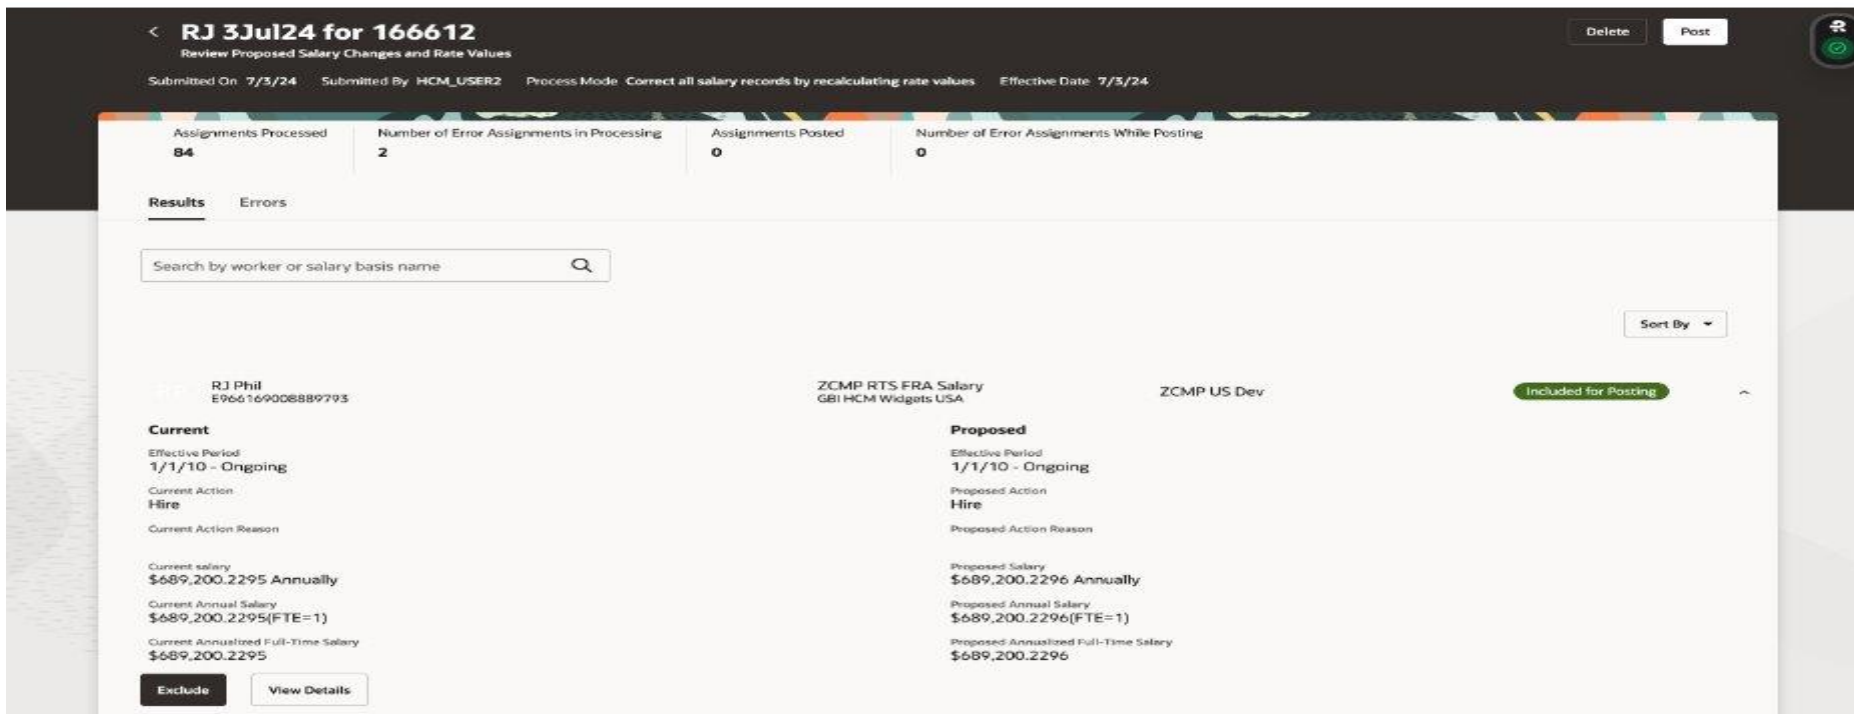 RJ 3Jul24 for 166612
Delete Post
Review Proposed Salary Changes and Rate Values
Submitted On 7/3/24 Submitted By HCM_USER2 Process Mode Correct all salary records by recalculating rate values Effective Date 7/3/24
Assignments Processed Number of Error Assignments in Processing Assignments Posted Number of Error Assignments While Posting
84 2 0 0
Results Errors
Search by worker or salary basis name
Sort By
RJ Phil ZCMP RTS FRA Salary ZCMP US Dev Included for Posting
E966169008889793 GBI HCM Widgets USA
Current Proposed
Effective Period Effective Period
1/1/10 - Ongoing 1/1/10 - Ongoing
Current Action Proposed Action
Hire Hire
Current Action Reason Proposed Action Reason
Current salary Proposed Salary
$689,200.2295 Annually $689,200.2296 Annually
Current Annual Salary Proposed Annual Salary
$689,200.2295(FTE=1) $689,200.2296(FTE=1)
Current Annualized Full-Time Salary Proposed Annualized Full-Time Salary
$689,200.2295 $689,200.2296
Exclude View Details